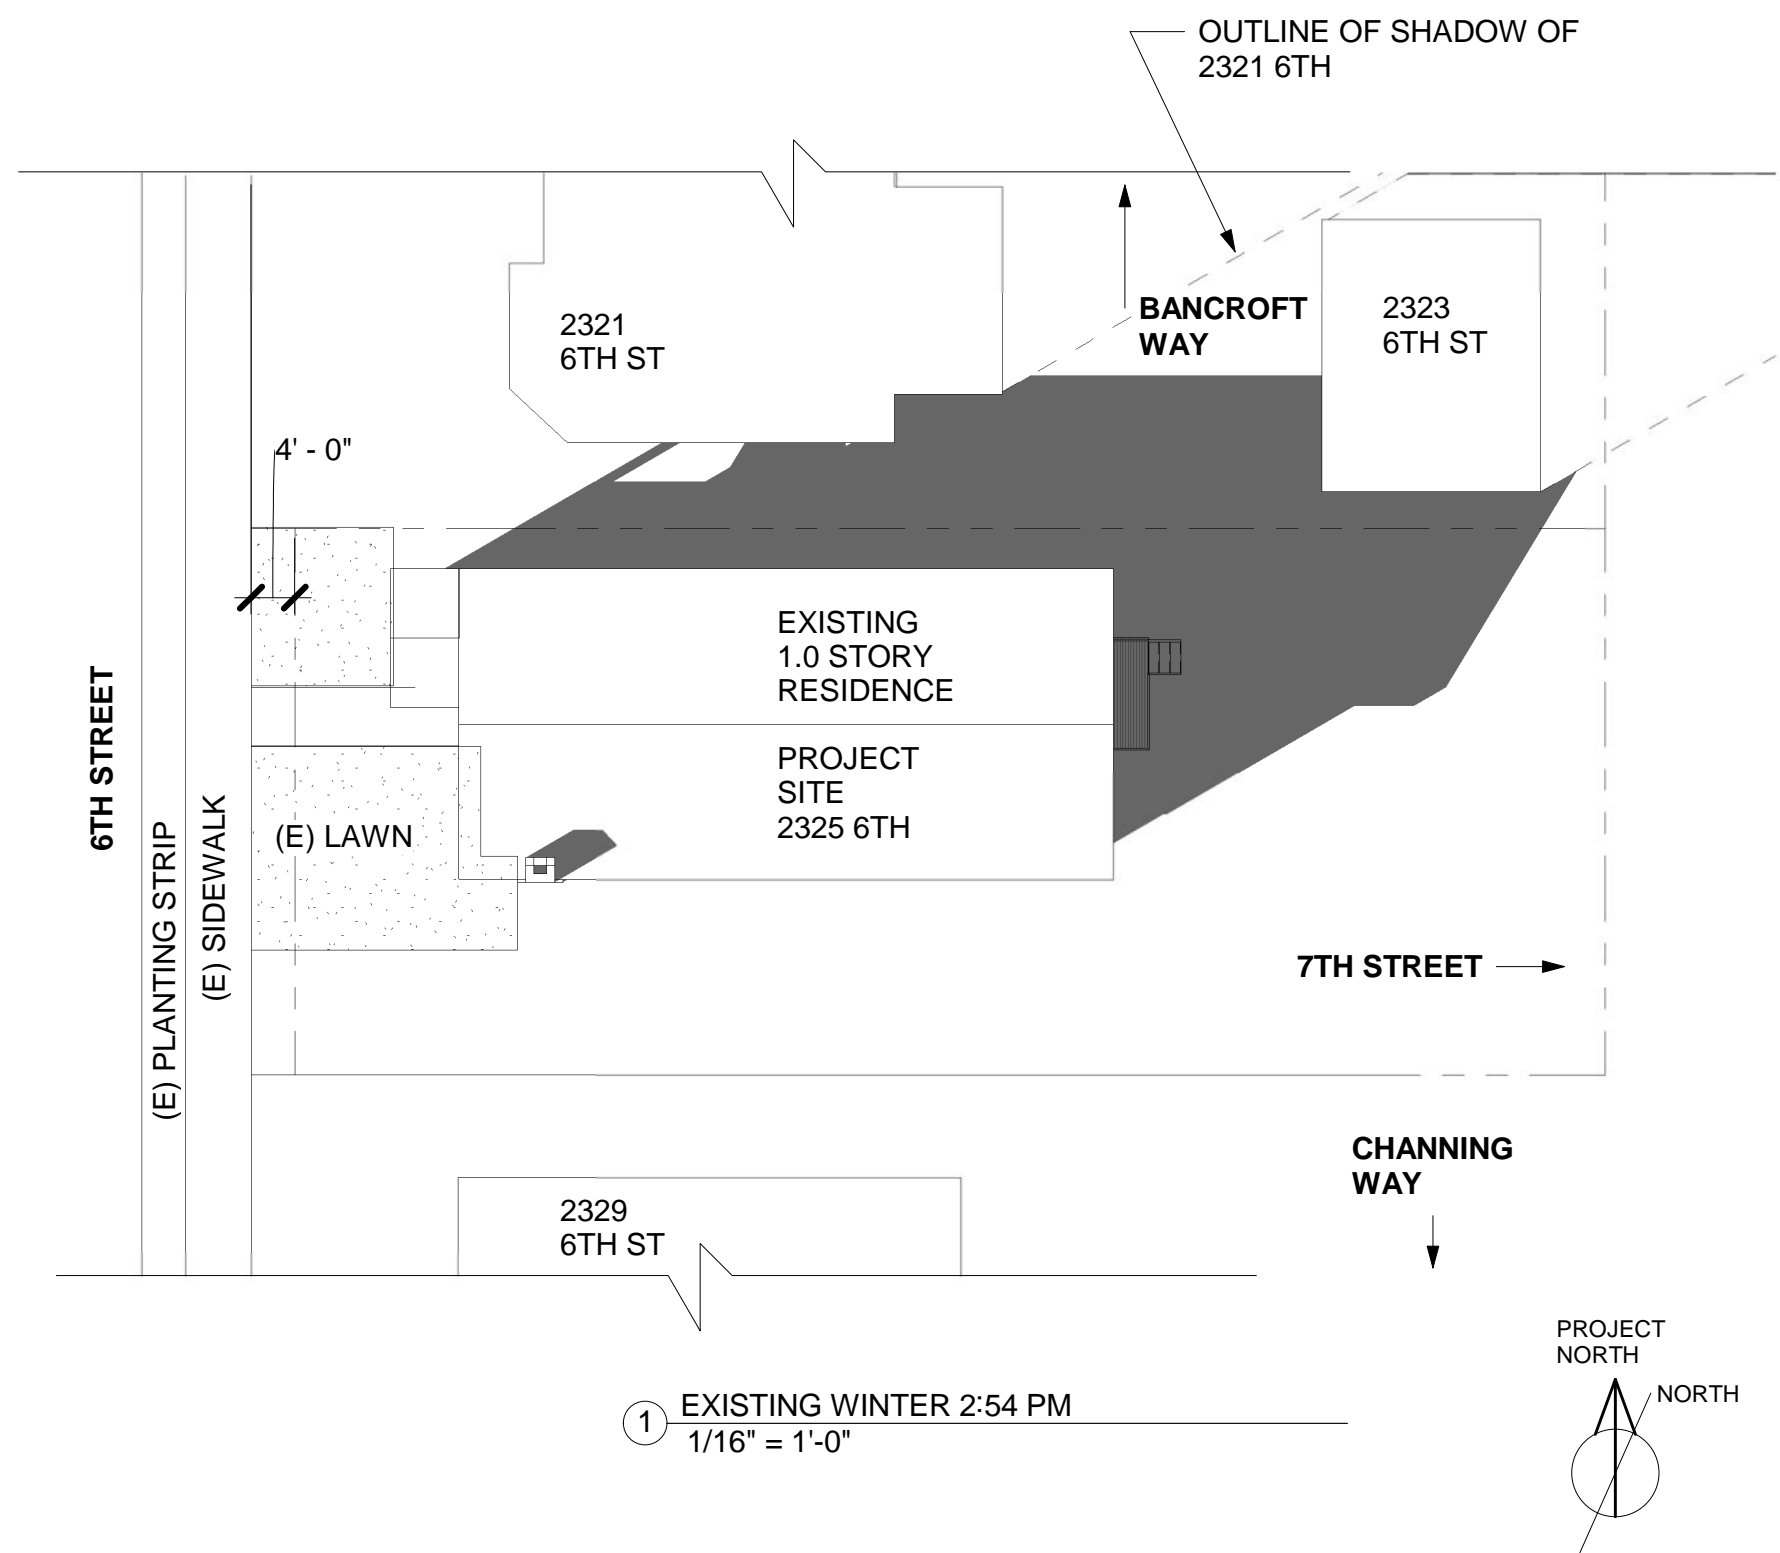 OUTLINE OF SHADOW OF
2321 6TH
BANCROFT
WAY
2323
6TH ST
2321
6TH ST
4' - 0"
EXISTING
1.0 STORY
RESIDENCE
PROJECT
SITE
2325 6TH
6TH STREET
(E) PLANTING STRIP
(E) SIDEWALK
(E) LAWN
7TH STREET
CHANNING
WAY
2329
6TH ST
PROJECT
NORTH
NORTH
1
EXISTING WINTER 2:54 PM
1/16" = 1'-0"